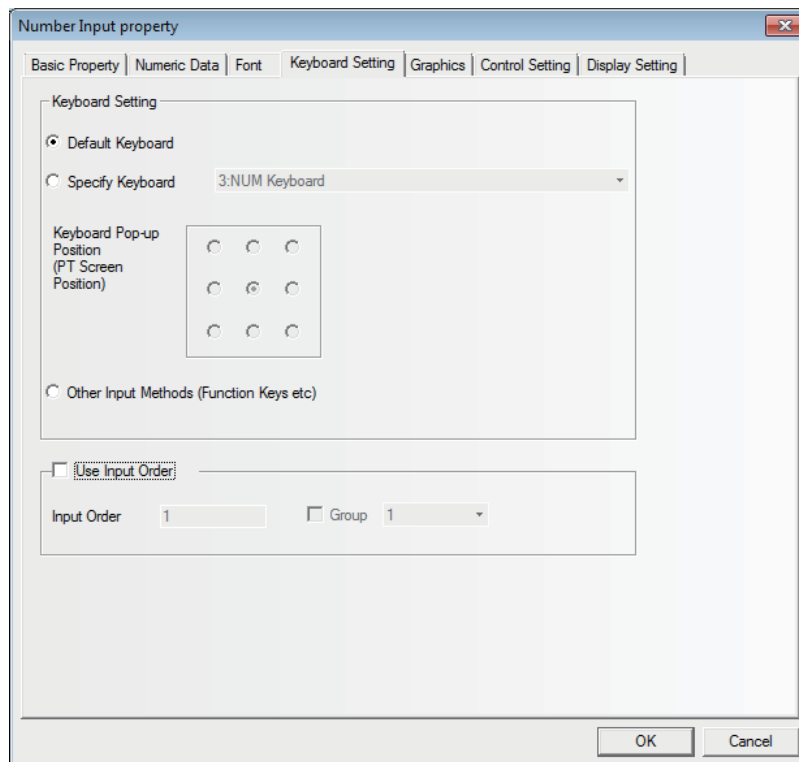 Number Input property
Basic Property Numeric Data Font Keyboard Setting Graphics Control Setting Display Setting
Keyboard Setting
Default Keyboard
Specify Keyboard 3:NUM Keyboard
Keyboard Pop-up
Position
(PT Screen
Position)
Other Input Methods (Function Keys etc)
Use Input Order
Input Order 1 Group 1
OK Cancel